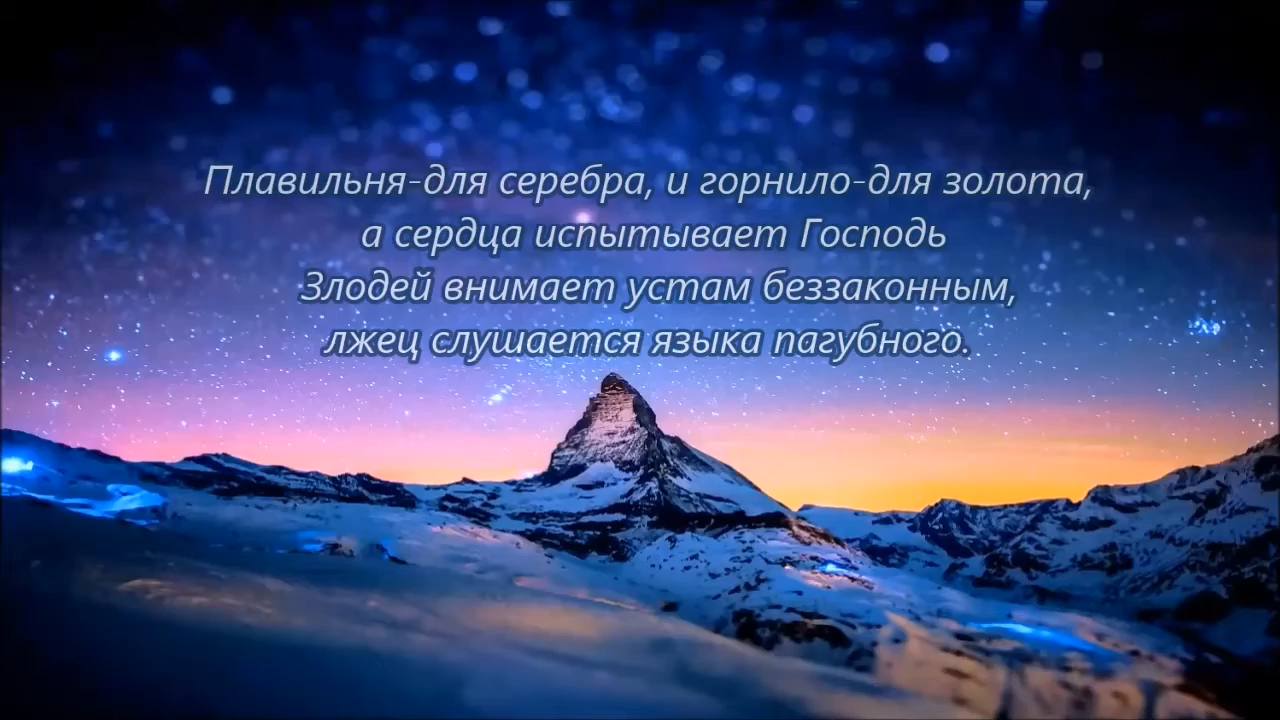 Плавильня-для серебра, и горнило-для золота,
а сердца испытывает Господь
Злодей внимает устам беззаконным,
лжец слушается языка пагубного.